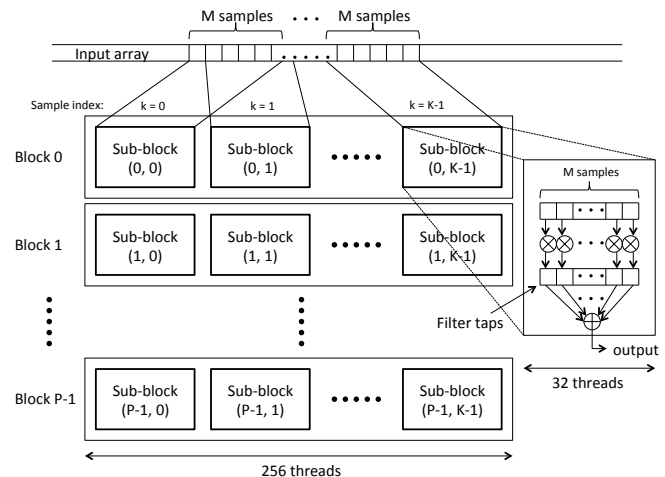 M samples
• • •
M samples
Input array
• • • • •
Sample index:
k = 0
k = 1
k = K-1
Block 0
Sub-block
(0, 0)
Sub-block
(0, 1)
• • • • •
Sub-block
(0, K-1)
M samples
• • •
• • •
• • •
• • •
Filter taps
output
32 threads
Block 1
Sub-block
(1, 0)
Sub-block
(1, 1)
• • • • •
Sub-block
(1, K-1)
Block P-1
Sub-block
(P-1, 0)
Sub-block
(P-1, 1)
• • • • •
Sub-block
(P-1, K-1)
256 threads